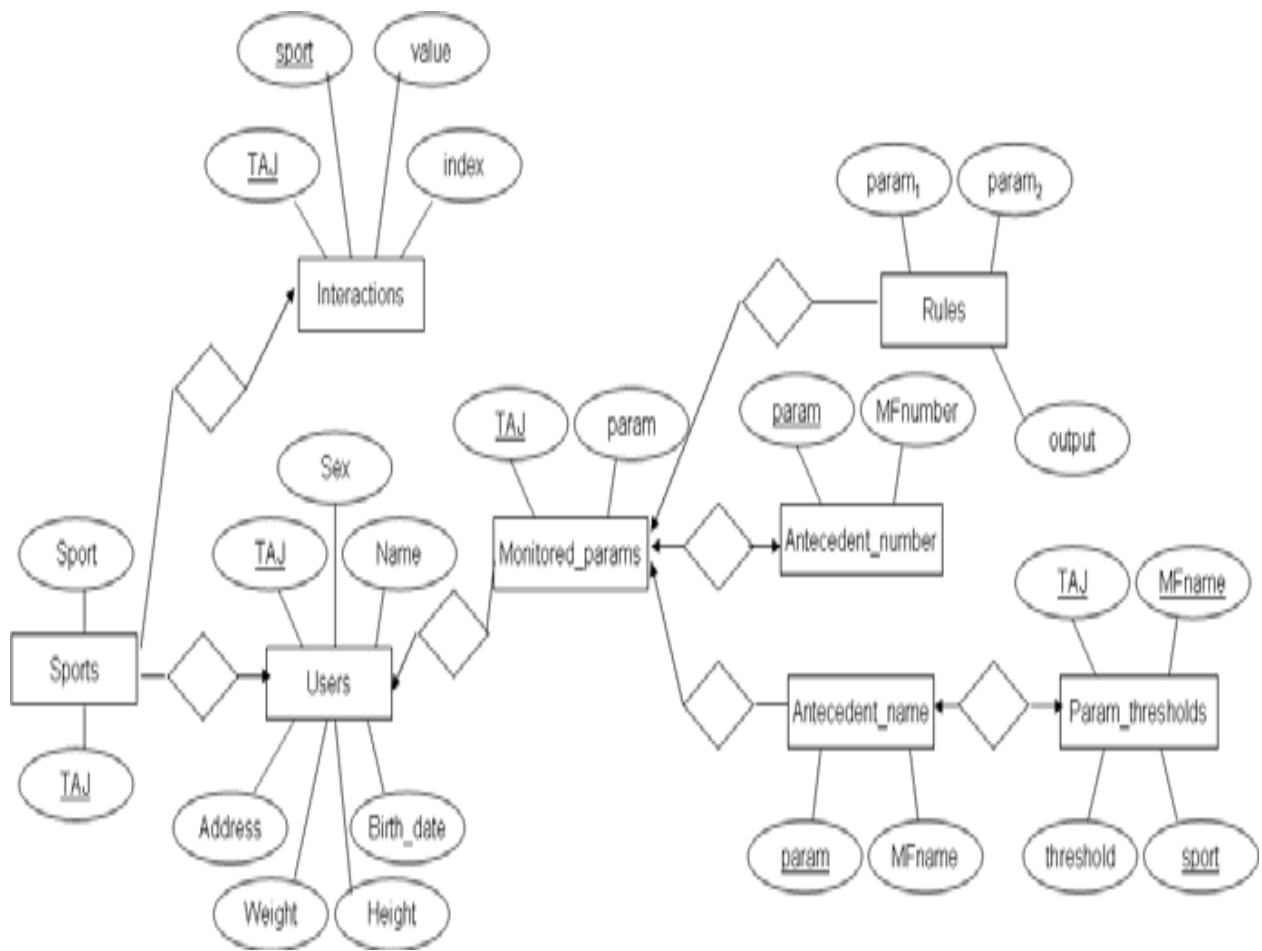 sport
value
TAJ
index
Interactions
param₁
param₂
Rules
output
TAJ
param
param
MFnumber
Monitored_params
Antecedent_number
Sex
TAJ
Name
Sport
Sports
TAJ
Users
Address
Birth_date
Weight
Height
TAJ
MFname
Antecedent_name
Param_thresholds
param
MFname
threshold
sport